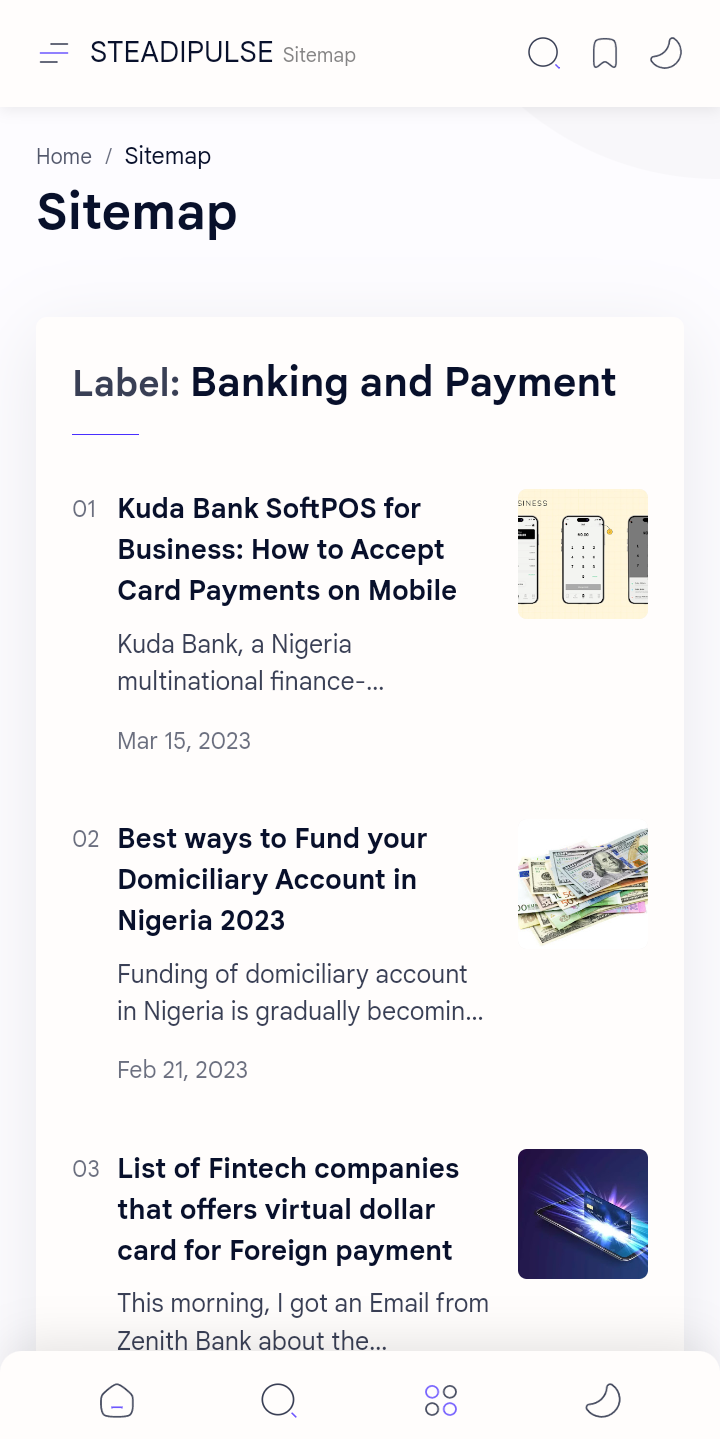 STEADIPULSE Sitemap
Home / Sitemap
Sitemap
Label: Banking and Payment
01 Kuda Bank SoftPOS for
Business: How to Accept
Card Payments on Mobile
Kuda Bank, a Nigeria
multinational finance-...
Mar 15, 2023
02 Best ways to Fund your
Domiciliary Account in
Nigeria 2023
Funding of domiciliary account
in Nigeria is gradually becomin...
Feb 21, 2023
03 List of Fintech companies
that offers virtual dollar
card for Foreign payment
This morning, I got an Email from
Zenith Bank about the...